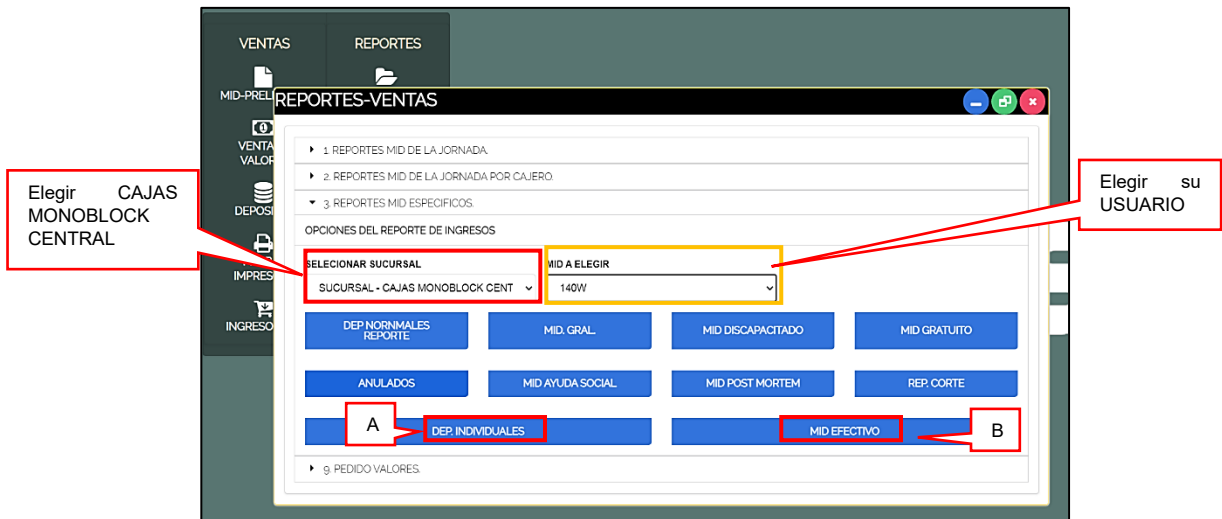 VENTAS
REPORTES
MID-PREL
REPORTES-VENTAS
VENTA
VALOR
1. REPORTES MID DE LA JORNADA.
2. REPORTES MID DE LA JORNADA POR CAJERO.
3. REPORTES MID ESPECIFICOS.
Elegir CAJAS
MONOBLOCK
CENTRAL
Elegir su
USUARIO
DEPOSI
OPCIONES DEL REPORTE DE INGRESOS
SELECIONAR SUCURSAL
MID A ELEGIR
IMPRES
SUCURSAL - CAJAS MONOBLOCK CENT
140W
INGRESO
DEP NORNMALES
REPORTE
MID. GRAL.
MID DISCAPACITADO
MID GRATUITO
ANULADOS
MID AYUDA SOCIAL
MID POST MORTEM
REP. CORTE
A
DEP. INDIVIDUALES
MID EFECTIVO
B
9. PEDIDO VALORES.